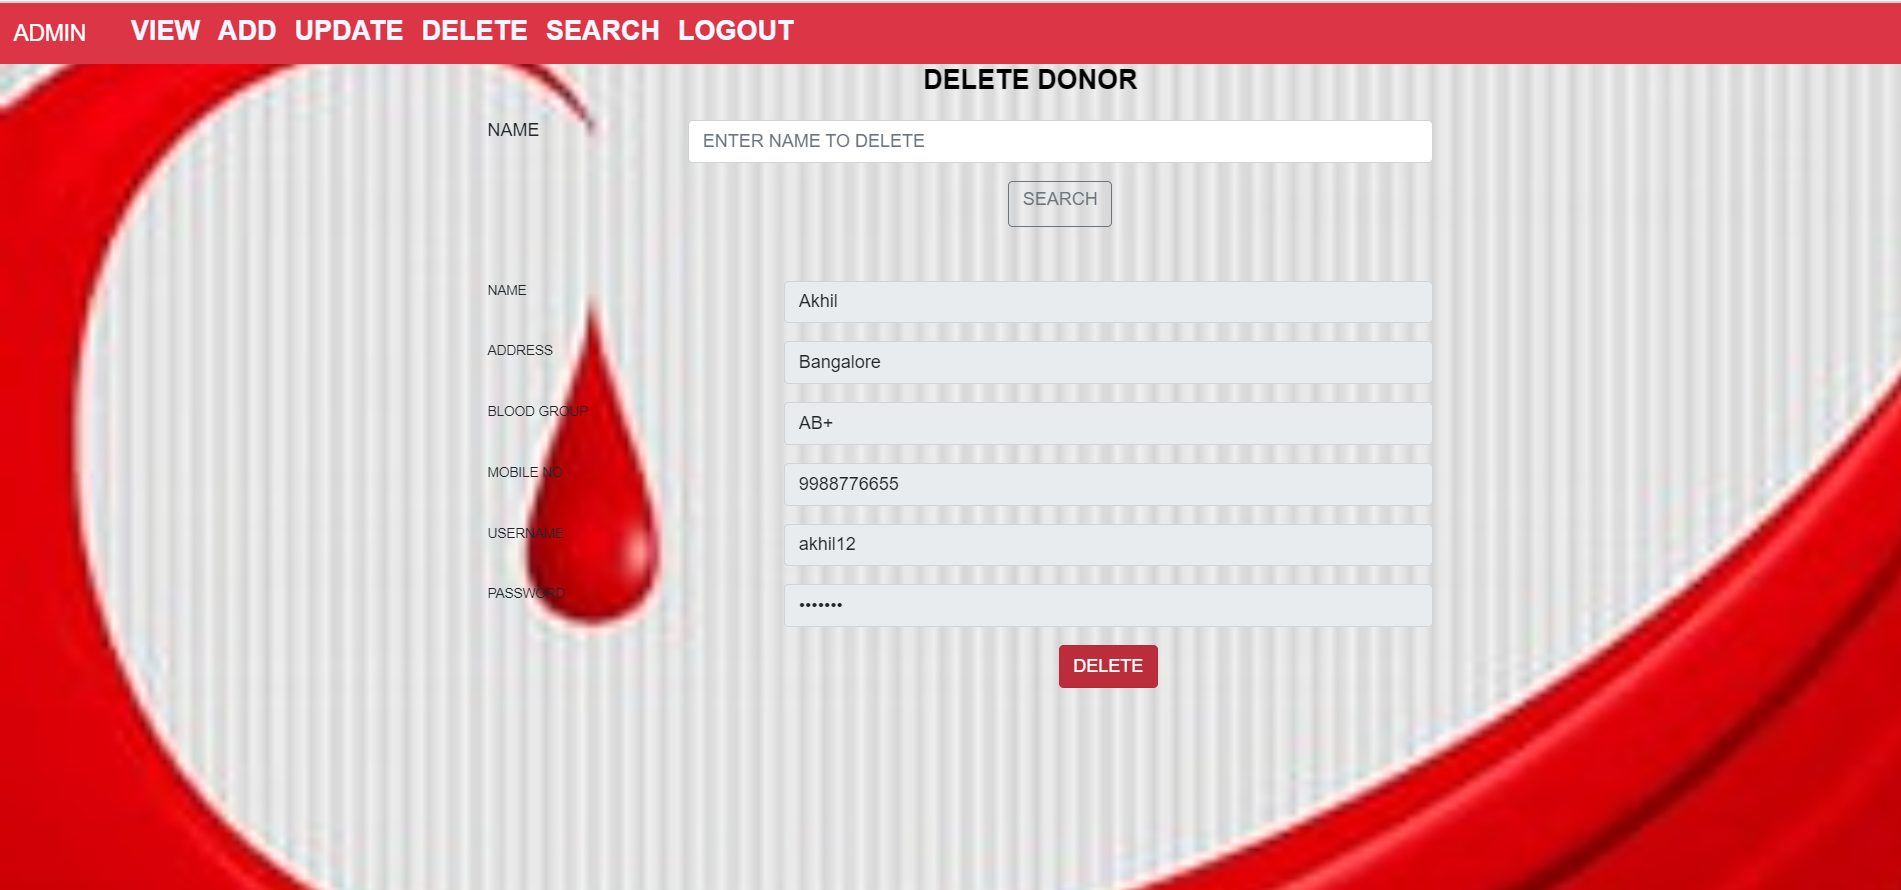 ADMIN VIEW ADD UPDATE DELETE SEARCH LOGOUT
DELETE DONOR
NAME ENTER NAME TO DELETE
SEARCH
NAME Akhil
ADDRESS Bangalore
BLOOD GROUP AB+
MOBILE NO 9988776655
USERNAME akhil12
PASSWORD •••••••
DELETE